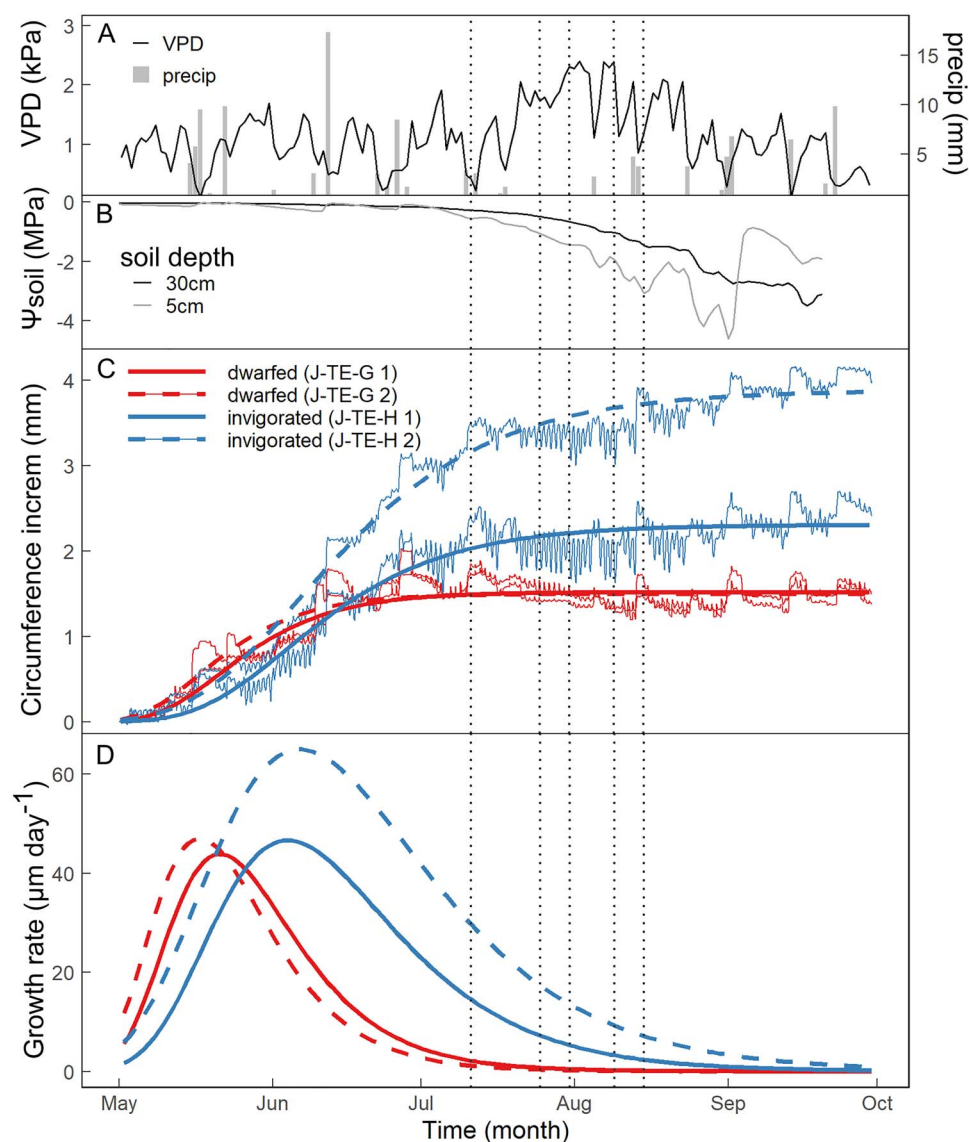 A
VPD (kPa)
3
2
1
VPD
precip
15
10
5
precip (mm)
B
Ψsoil (MPa)
0
-2
-4
soil depth
30cm
5cm
C
Circumference increm (mm)
4
3
2
1
0
dwarfed (J-TE-G 1)
dwarfed (J-TE-G 2)
invigorated (J-TE-H 1)
invigorated (J-TE-H 2)
D
Growth rate (µm day⁻¹)
60
40
20
0
May Jun Jul Aug Sep Oct
Time (month)